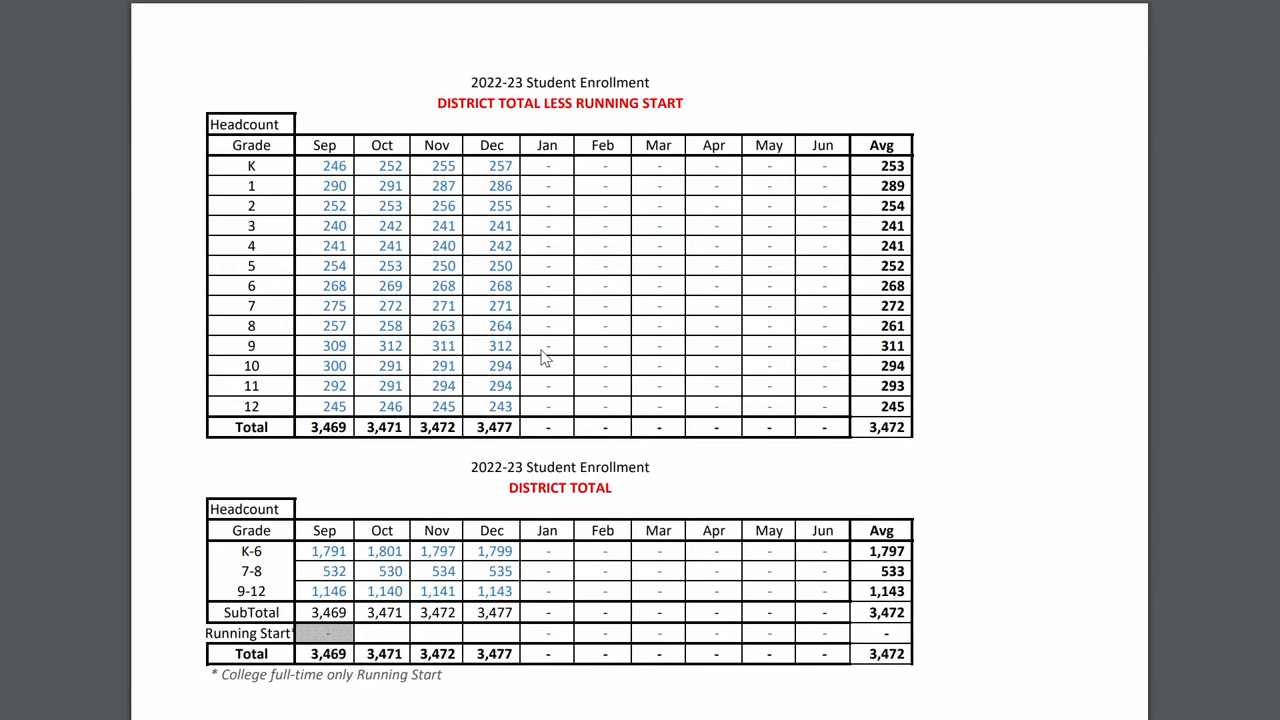 2022-23 Student Enrollment
DISTRICT TOTAL LESS RUNNING START
Headcount
Grade Sep Oct Nov Dec Jan Feb Mar Apr May Jun Avg
K 246 252 255 257 - - - - - - 253
1 290 291 287 286 - - - - - - 289
2 252 253 256 255 - - - - - - 254
3 240 242 241 241 - - - - - - 241
4 241 241 240 242 - - - - - - 241
5 254 253 250 250 - - - - - - 252
6 268 269 268 268 - - - - - - 268
7 275 272 271 271 - - - - - - 272
8 257 258 263 264 - - - - - - 261
9 309 312 311 312 - - - - - - 311
10 300 291 291 294 - - - - - - 294
11 292 291 294 294 - - - - - - 293
12 245 246 245 243 - - - - - - 245
Total 3,469 3,471 3,472 3,477 - - - - - - 3,472
2022-23 Student Enrollment
DISTRICT TOTAL
Headcount
Grade Sep Oct Nov Dec Jan Feb Mar Apr May Jun Avg
K-6 1,791 1,801 1,797 1,799 - - - - - - 1,797
7-8 532 530 534 535 - - - - - - 533
9-12 1,146 1,140 1,141 1,143 - - - - - - 1,143
SubTotal 3,469 3,471 3,472 3,477 - - - - - - 3,472
Running Start* - - - - - - - -
Total 3,469 3,471 3,472 3,477 - - - - - - 3,472
* College full-time only Running Start